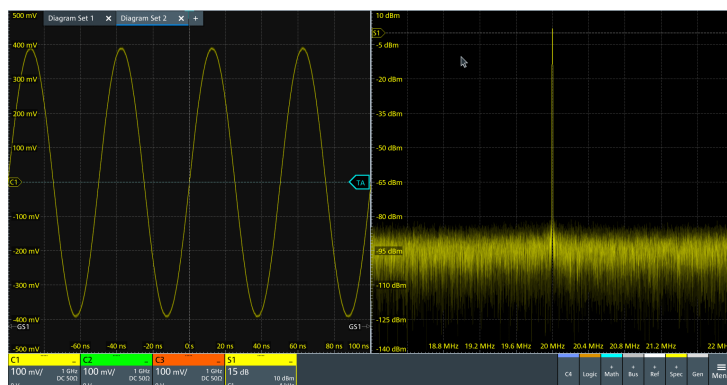 500 mV
Diagram Set 1 ×
Diagram Set 2 ×
+
400 mV
300 mV
200 mV
100 mV
C1
TA
-100 mV
-200 mV
-300 mV
-400 mV
GS1
GS1
-500 mV
-60 ns
-40 ns
-20 ns
0 s
20 ns
40 ns
60 ns
80 ns
100 ns
10 dBm
S1
-5 dBm
-35 dBm
-50 dBm
-65 dBm
-80 dBm
-95 dBm
-110 dBm
-125 dBm
-140 dBm
18.8 MHz
19.2 MHz
19.6 MHz
20.0 MHz
20.4 MHz
20.8 MHz
21.2 MHz
22 MHz
C1
100 mV/
1 GHz
DC 50Ω
C2
100 mV/
1 GHz
DC 50Ω
C3
100 mV/
1 GHz
DC 50Ω
S1
15 dB
10 dBm
C4
Logic
+
Math
+
Bus
+
Ref
+
Spec
Gen